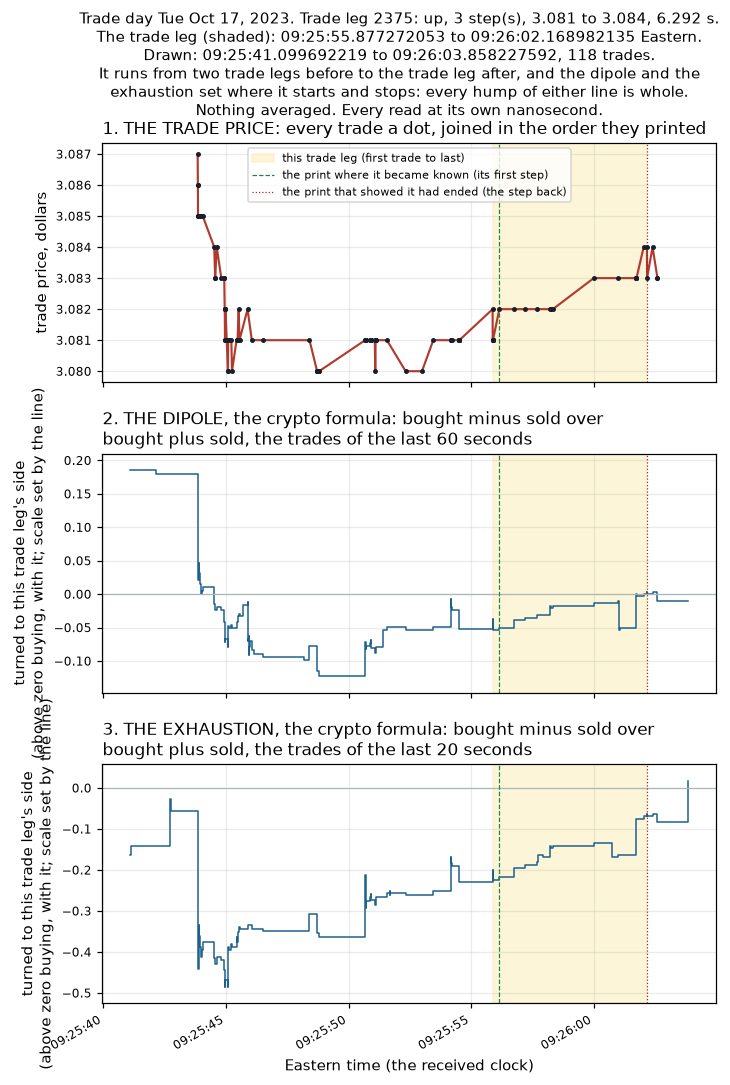 Trade day Tue Oct 17, 2023. Trade leg 2375: up, 3 step(s), 3.081 to 3.084, 6.292 s.
The trade leg (shaded): 09:25:55.877272053 to 09:26:02.168982135 Eastern.
Drawn: 09:25:41.099692219 to 09:26:03.858227592, 118 trades.
It runs from two trade legs before to the trade leg after, and the dipole and the
exhaustion set where it starts and stops: every hump of either line is whole.
Nothing averaged. Every read at its own nanosecond.
1. THE TRADE PRICE: every trade a dot, joined in the order they printed
this trade leg (first trade to last)
the print where it became known (its first step)
the print that showed it had ended (the step back)
trade price, dollars
3.087
3.086
3.085
3.084
3.083
3.082
3.081
3.080
2. THE DIPOLE, the crypto formula: bought minus sold over
bought plus sold, the trades of the last 60 seconds
turned to this trade leg's side
(above zero buying, with it; scale set by the line)
0.20
0.15
0.10
0.05
0.00
−0.05
−0.10
3. THE EXHAUSTION, the crypto formula: bought minus sold over
bought plus sold, the trades of the last 20 seconds
turned to this trade leg's side
(above zero buying, with it; scale set by the line)
0.0
−0.1
−0.2
−0.3
−0.4
−0.5
09:25:40
09:25:45
09:25:50
09:25:55
09:26:00
Eastern time (the received clock)